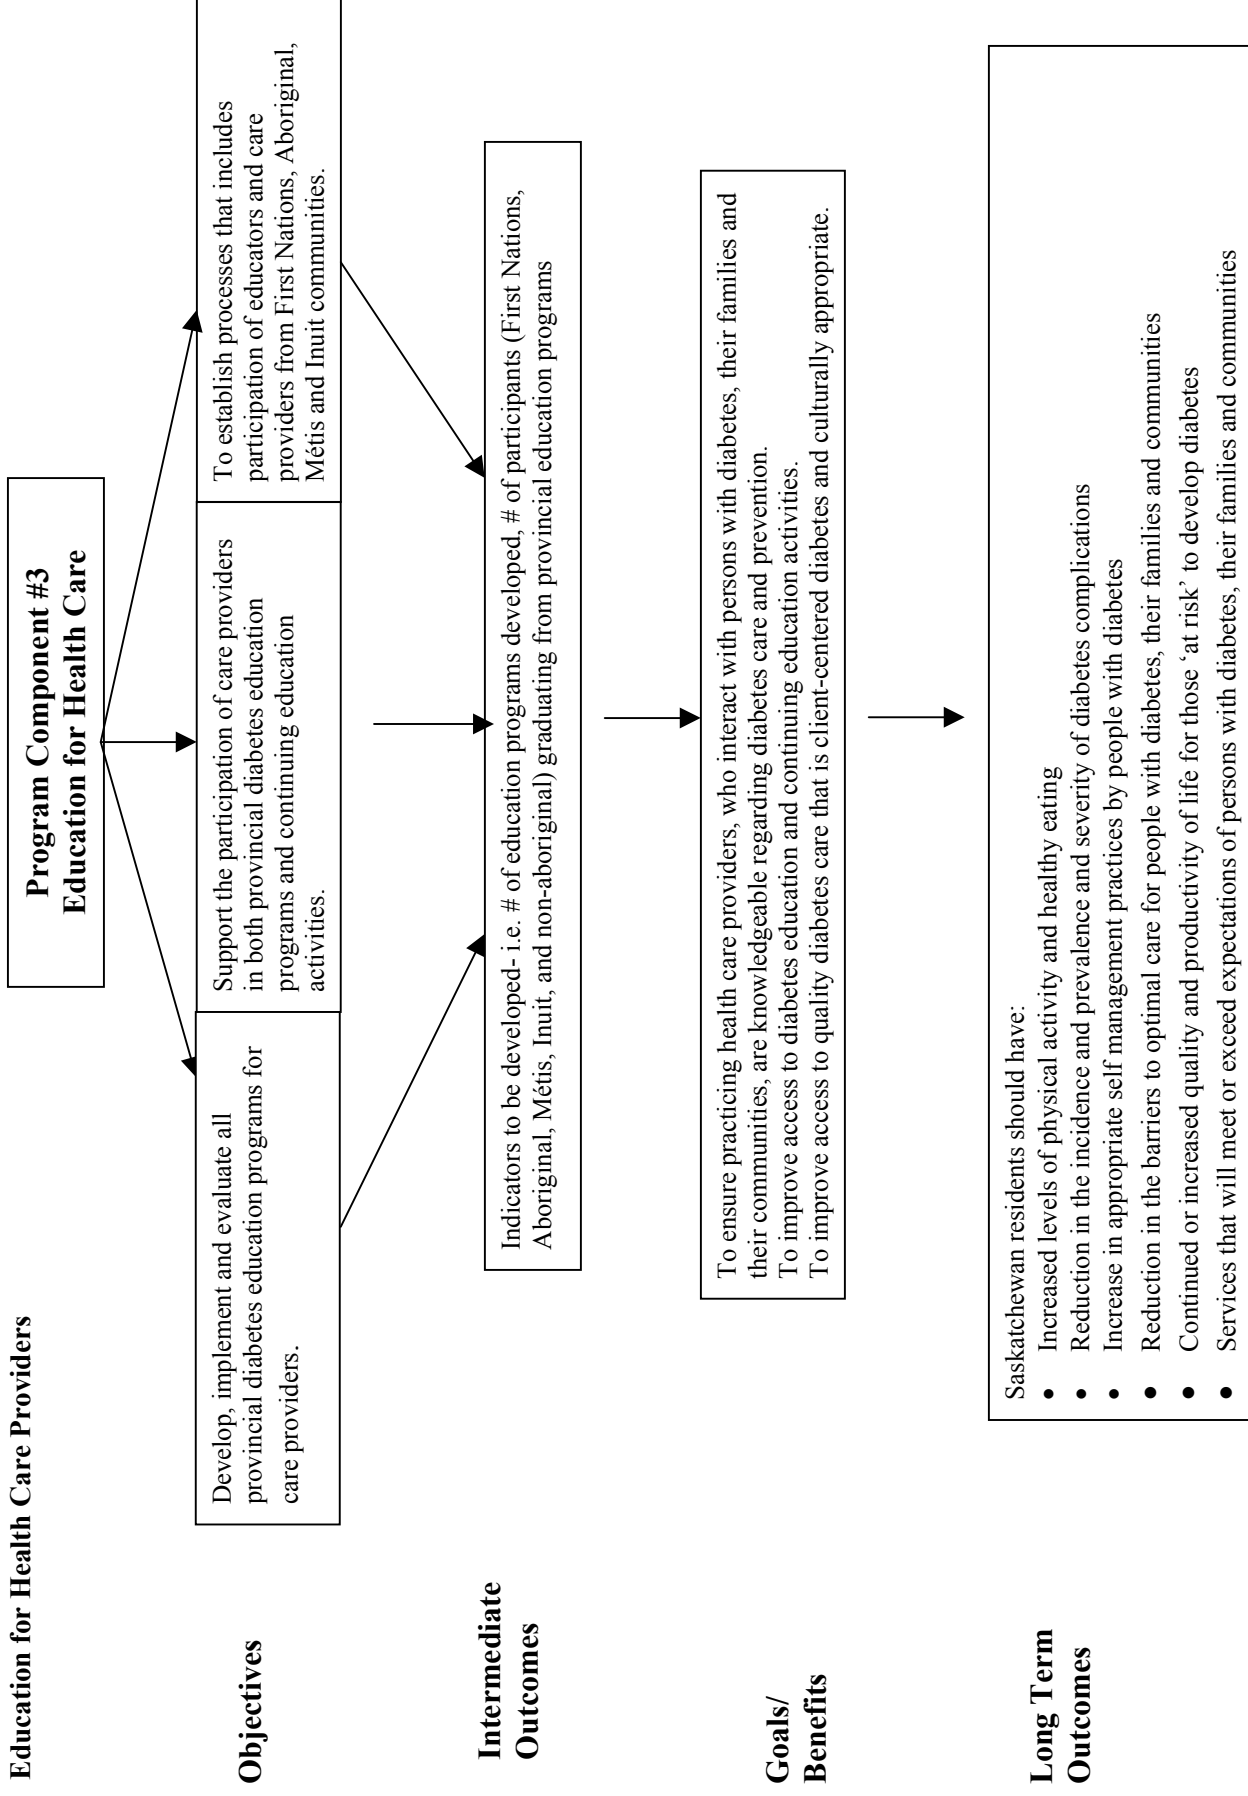 Education for Health Care Providers
Program Component #3
Education for Health Care
Objectives
Develop, implement and evaluate all
provincial diabetes education programs for
care providers.
Support the participation of care providers
in both provincial diabetes education
programs and continuing education
activities.
To establish processes that includes
participation of educators and care
providers from First Nations, Aboriginal,
Métis and Inuit communities.
Intermediate
Outcomes
Indicators to be developed- i.e. # of education programs developed, # of participants (First Nations,
Aboriginal, Métis, Inuit, and non-aboriginal) graduating from provincial education programs
Goals/
Benefits
To ensure practicing health care providers, who interact with persons with diabetes, their families and
their communities, are knowledgeable regarding diabetes care and prevention.
To improve access to diabetes education and continuing education activities.
To improve access to quality diabetes care that is client-centered diabetes and culturally appropriate.
Long Term
Outcomes
Saskatchewan residents should have:
• Increased levels of physical activity and healthy eating
• Reduction in the incidence and prevalence and severity of diabetes complications
• Increase in appropriate self management practices by people with diabetes
• Reduction in the barriers to optimal care for people with diabetes, their families and communities
• Continued or increased quality and productivity of life for those ‘at risk’ to develop diabetes
• Services that will meet or exceed expectations of persons with diabetes, their families and communities